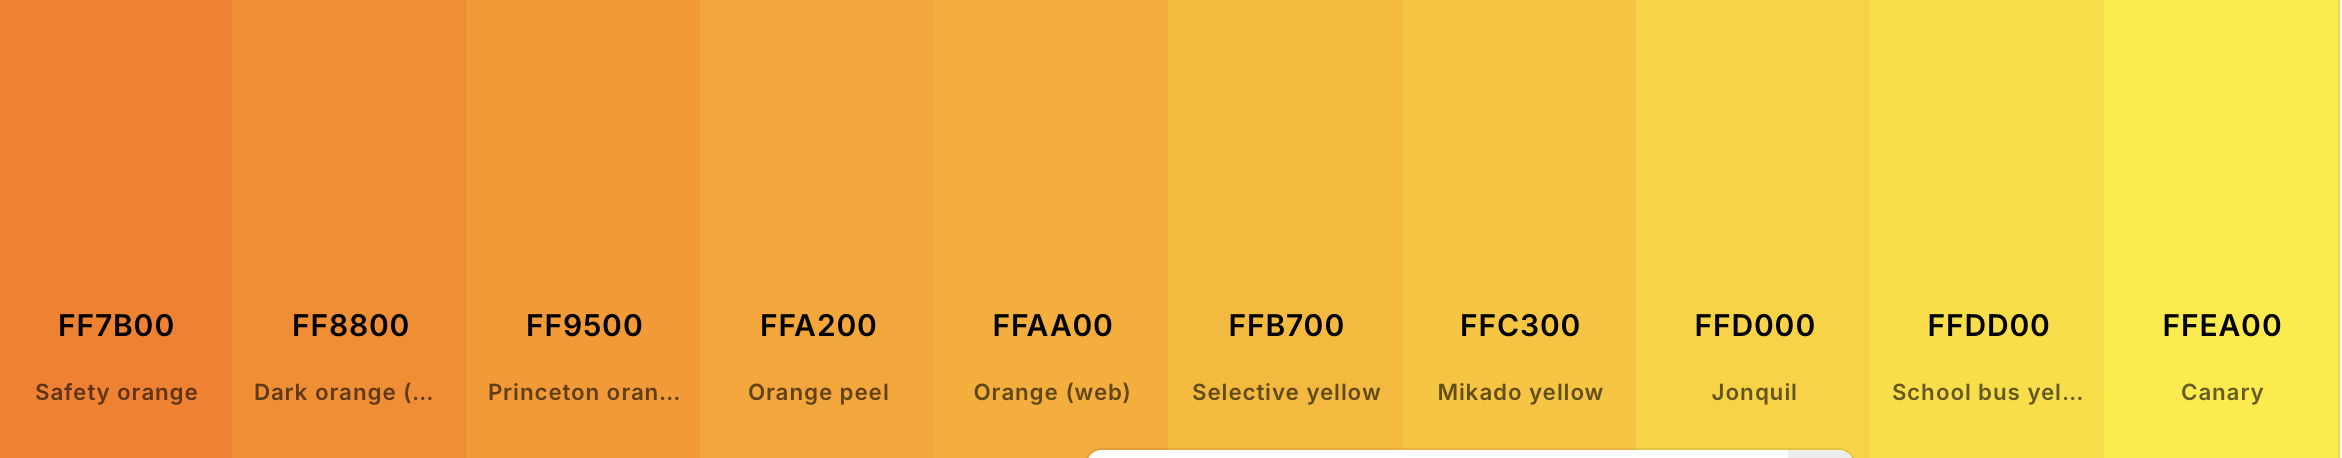 FF7B00 FF8800 FF9500 FFA200 FFAA00 FFB700 FFC300 FFD000 FFDD00 FFEA00
Safety orange Dark orange (... Princeton oran... Orange peel Orange (web) Selective yellow Mikado yellow Jonquil School bus yel... Canary